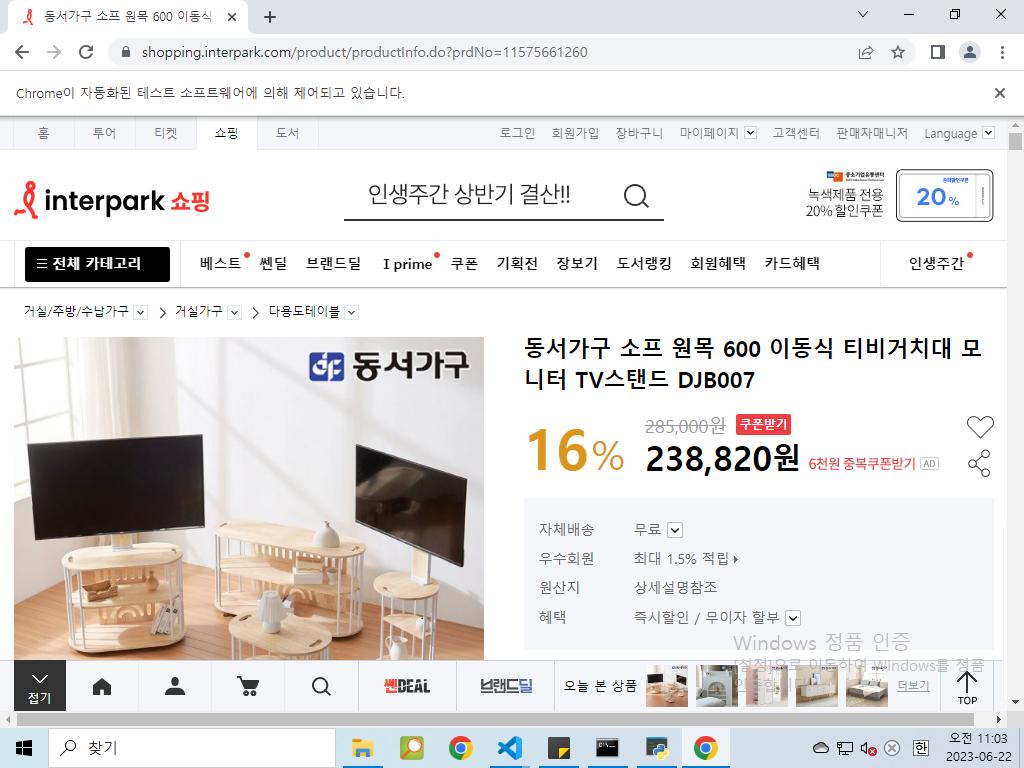 동서가구 소프 원목 600 이동식
shopping.interpark.com/product/productInfo.do?prdNo=11575661260
Chrome이 자동화된 테스트 소프트웨어에 의해 제어되고 있습니다.
홈 투어 티켓 쇼핑 도서 로그인 회원가입 장바구니 마이페이지 고객센터 판매자매니저 Language
interpark 쇼핑
인생주간 상반기 결산!!
중소기업유통센터
녹색제품 전용
20% 할인쿠폰
중복할인쿠폰
20%
전체 카테고리 베스트 쎈딜 브랜드딜 I prime 쿠폰 기획전 장보기 도서랭킹 회원혜택 카드혜택 인생주간
거실/주방/수납가구 거실가구 다용도테이블
동서가구
동서가구 소프 원목 600 이동식 티비거치대 모
니터 TV스탠드 DJB007
285,000원 쿠폰받기
16% 238,820원 6천원 중복쿠폰받기 AD
자체배송 무료
우수회원 최대 1.5% 적립
원산지 상세설명참조
혜택 즉시할인 / 무이자 할부
Windows 정품 인증
[설정]으로 이동하여 Windows를 정품
접기
쎈DEAL
브랜드딜
오늘 본 상품
더보기
TOP
찾기
한
오전 11:03
2023-06-22